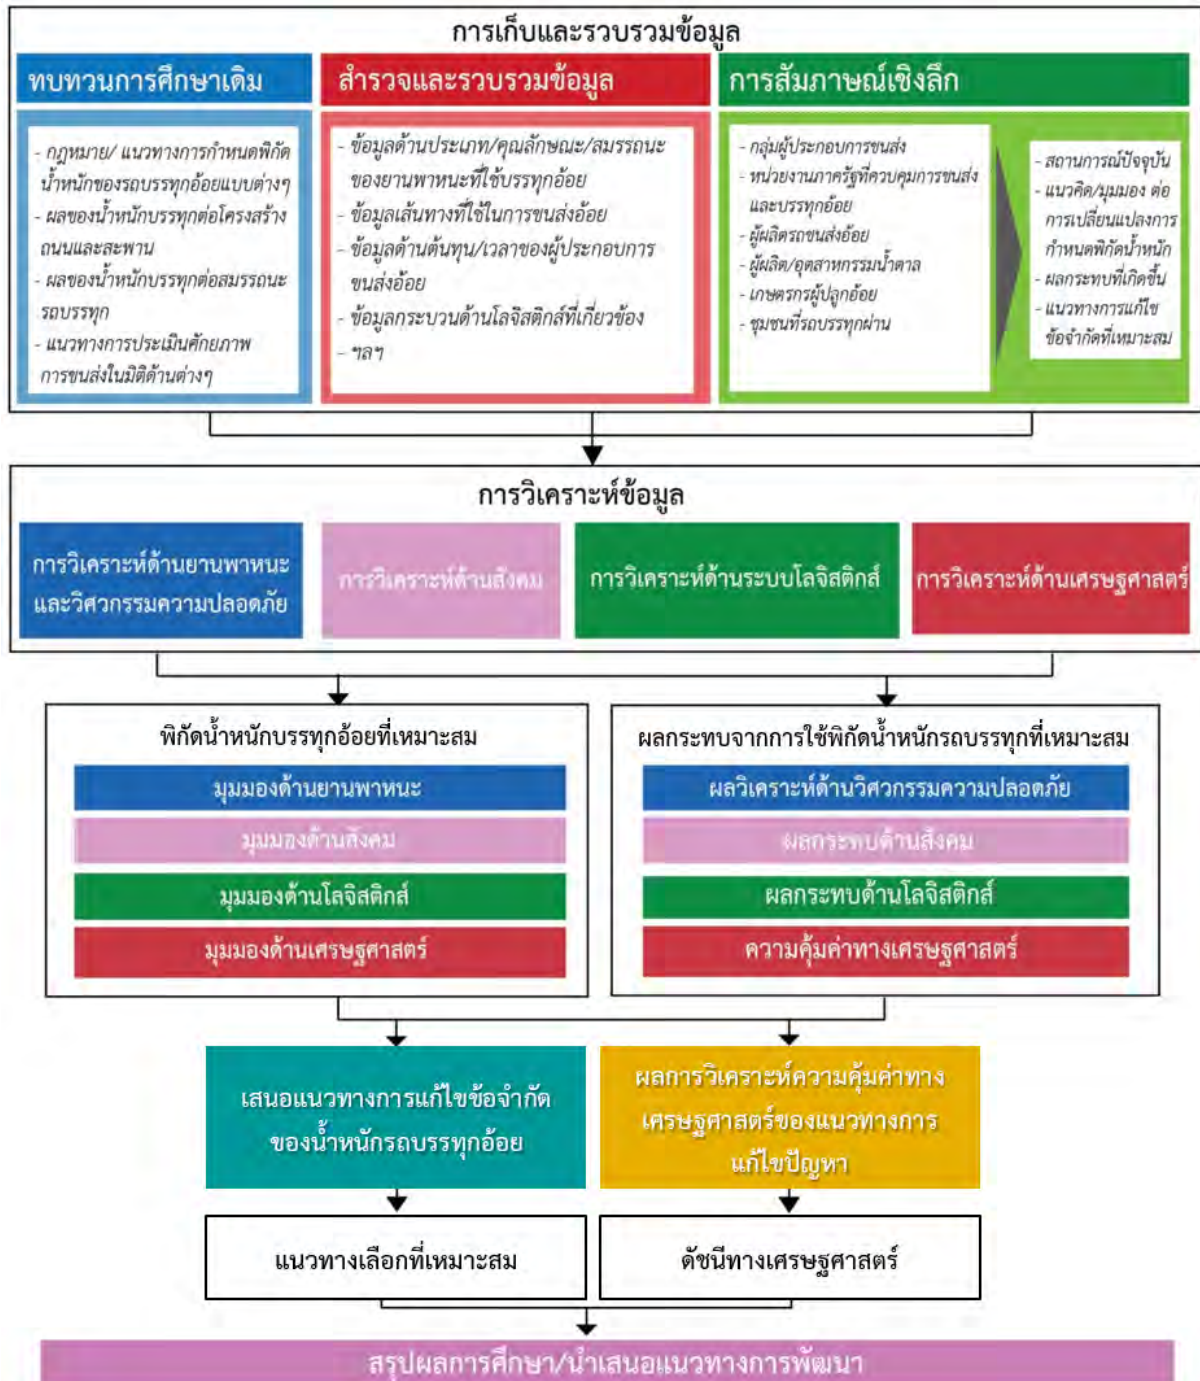 การเก็บและรวบรวมข้อมูล
ทบทวนการศึกษาเดิม
- กฎหมาย/ แนวทางการกำหนดพิกัด
น้ำหนักของรถบรรทุกอ้อยแบบต่างๆ
- ผลของน้ำหนักบรรทุกต่อโครงสร้าง
ถนนและสะพาน
- ผลของน้ำหนักบรรทุกต่อสมรรถนะ
รถบรรทุก
- แนวทางการประเมินศักยภาพ
การขนส่งในมิติด้านต่างๆ
สำรวจและรวบรวมข้อมูล
- ข้อมูลด้านประเภท/คุณลักษณะ/สมรรถนะ
ของยานพาหนะที่ใช้บรรทุกอ้อย
- ข้อมูลเส้นทางที่ใช้ในการขนส่งอ้อย
- ข้อมูลด้านต้นทุน/เวลาของผู้ประกอบการ
ขนส่งอ้อย
- ข้อมูลกระบวนด้านโลจิสติกส์ที่เกี่ยวข้อง
- ฯลฯ
การสัมภาษณ์เชิงลึก
- กลุ่มผู้ประกอบการขนส่ง
- หน่วยงานภาครัฐที่ควบคุมการขนส่ง
และบรรทุกอ้อย
- ผู้ผลิตรถขนส่งอ้อย
- ผู้ผลิต/อุตสาหกรรมน้ำตาล
- เกษตรกรผู้ปลูกอ้อย
- ชุมชนที่รถบรรทุกผ่าน
- สถานการณ์ปัจจุบัน
- แนวคิด/มุมมอง ต่อ
การเปลี่ยนแปลงการ
กำหนดพิกัดน้ำหนัก
- ผลกระทบที่เกิดขึ้น
- แนวทางการแก้ไข
ข้อจำกัดที่เหมาะสม
การวิเคราะห์ข้อมูล
การวิเคราะห์ด้านยานพาหนะ
และวิศวกรรมความปลอดภัย
การวิเคราะห์ด้านสังคม
การวิเคราะห์ด้านระบบโลจิสติกส์
การวิเคราะห์ด้านเศรษฐศาสตร์
พิกัดน้ำหนักบรรทุกอ้อยที่เหมาะสม
มุมมองด้านยานพาหนะ
มุมมองด้านสังคม
มุมมองด้านโลจิสติกส์
มุมมองด้านเศรษฐศาสตร์
ผลกระทบจากการใช้พิกัดน้ำหนักรถบรรทุกที่เหมาะสม
ผลวิเคราะห์ด้านวิศวกรรมความปลอดภัย
ผลกระทบด้านสังคม
ผลกระทบด้านโลจิสติกส์
ความคุ้มค่าทางเศรษฐศาสตร์
เสนอแนวทางการแก้ไขข้อจำกัด
ของน้ำหนักรถบรรทุกอ้อย
ผลการวิเคราะห์ความคุ้มค่าทาง
เศรษฐศาสตร์ของแนวทางการ
แก้ไขปัญหา
แนวทางเลือกที่เหมาะสม
ดัชนีทางเศรษฐศาสตร์
สรุปผลการศึกษา/นำเสนอแนวทางการพัฒนา